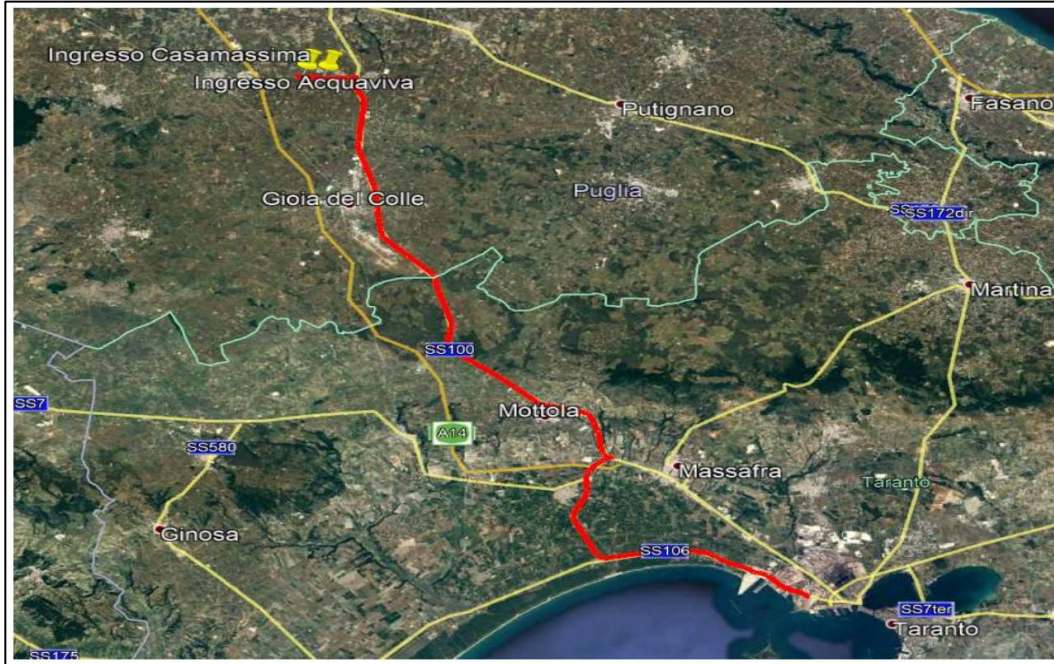 Ingresso Casamassima
Ingresso Acquaviva
Putignano
Fasano
Puglia
Gioia del Colle
SS172dir
Martina
SS100
SS7
Mottola
A14
SS580
Massafra
Taranto
Ginosa
SS106
SS7ter
Taranto
SS175